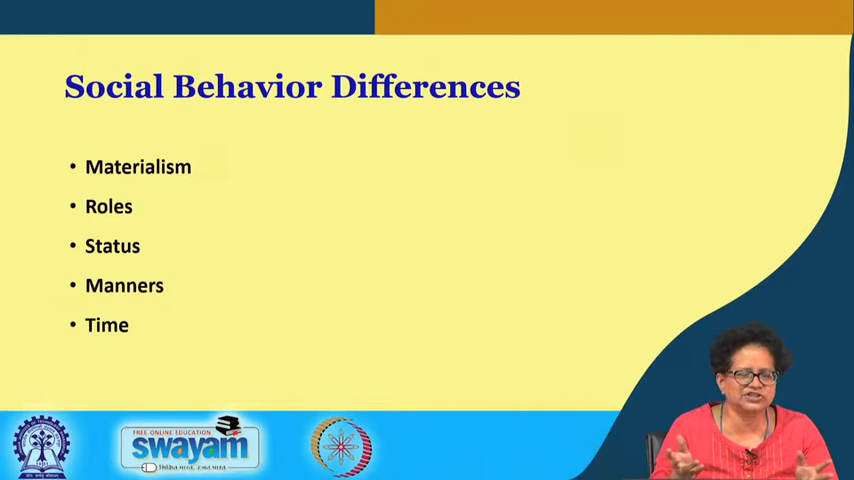 Social Behavior Differences
• Materialism
• Roles
• Status
• Manners
• Time
FREE ONLINE EDUCATION
swayam